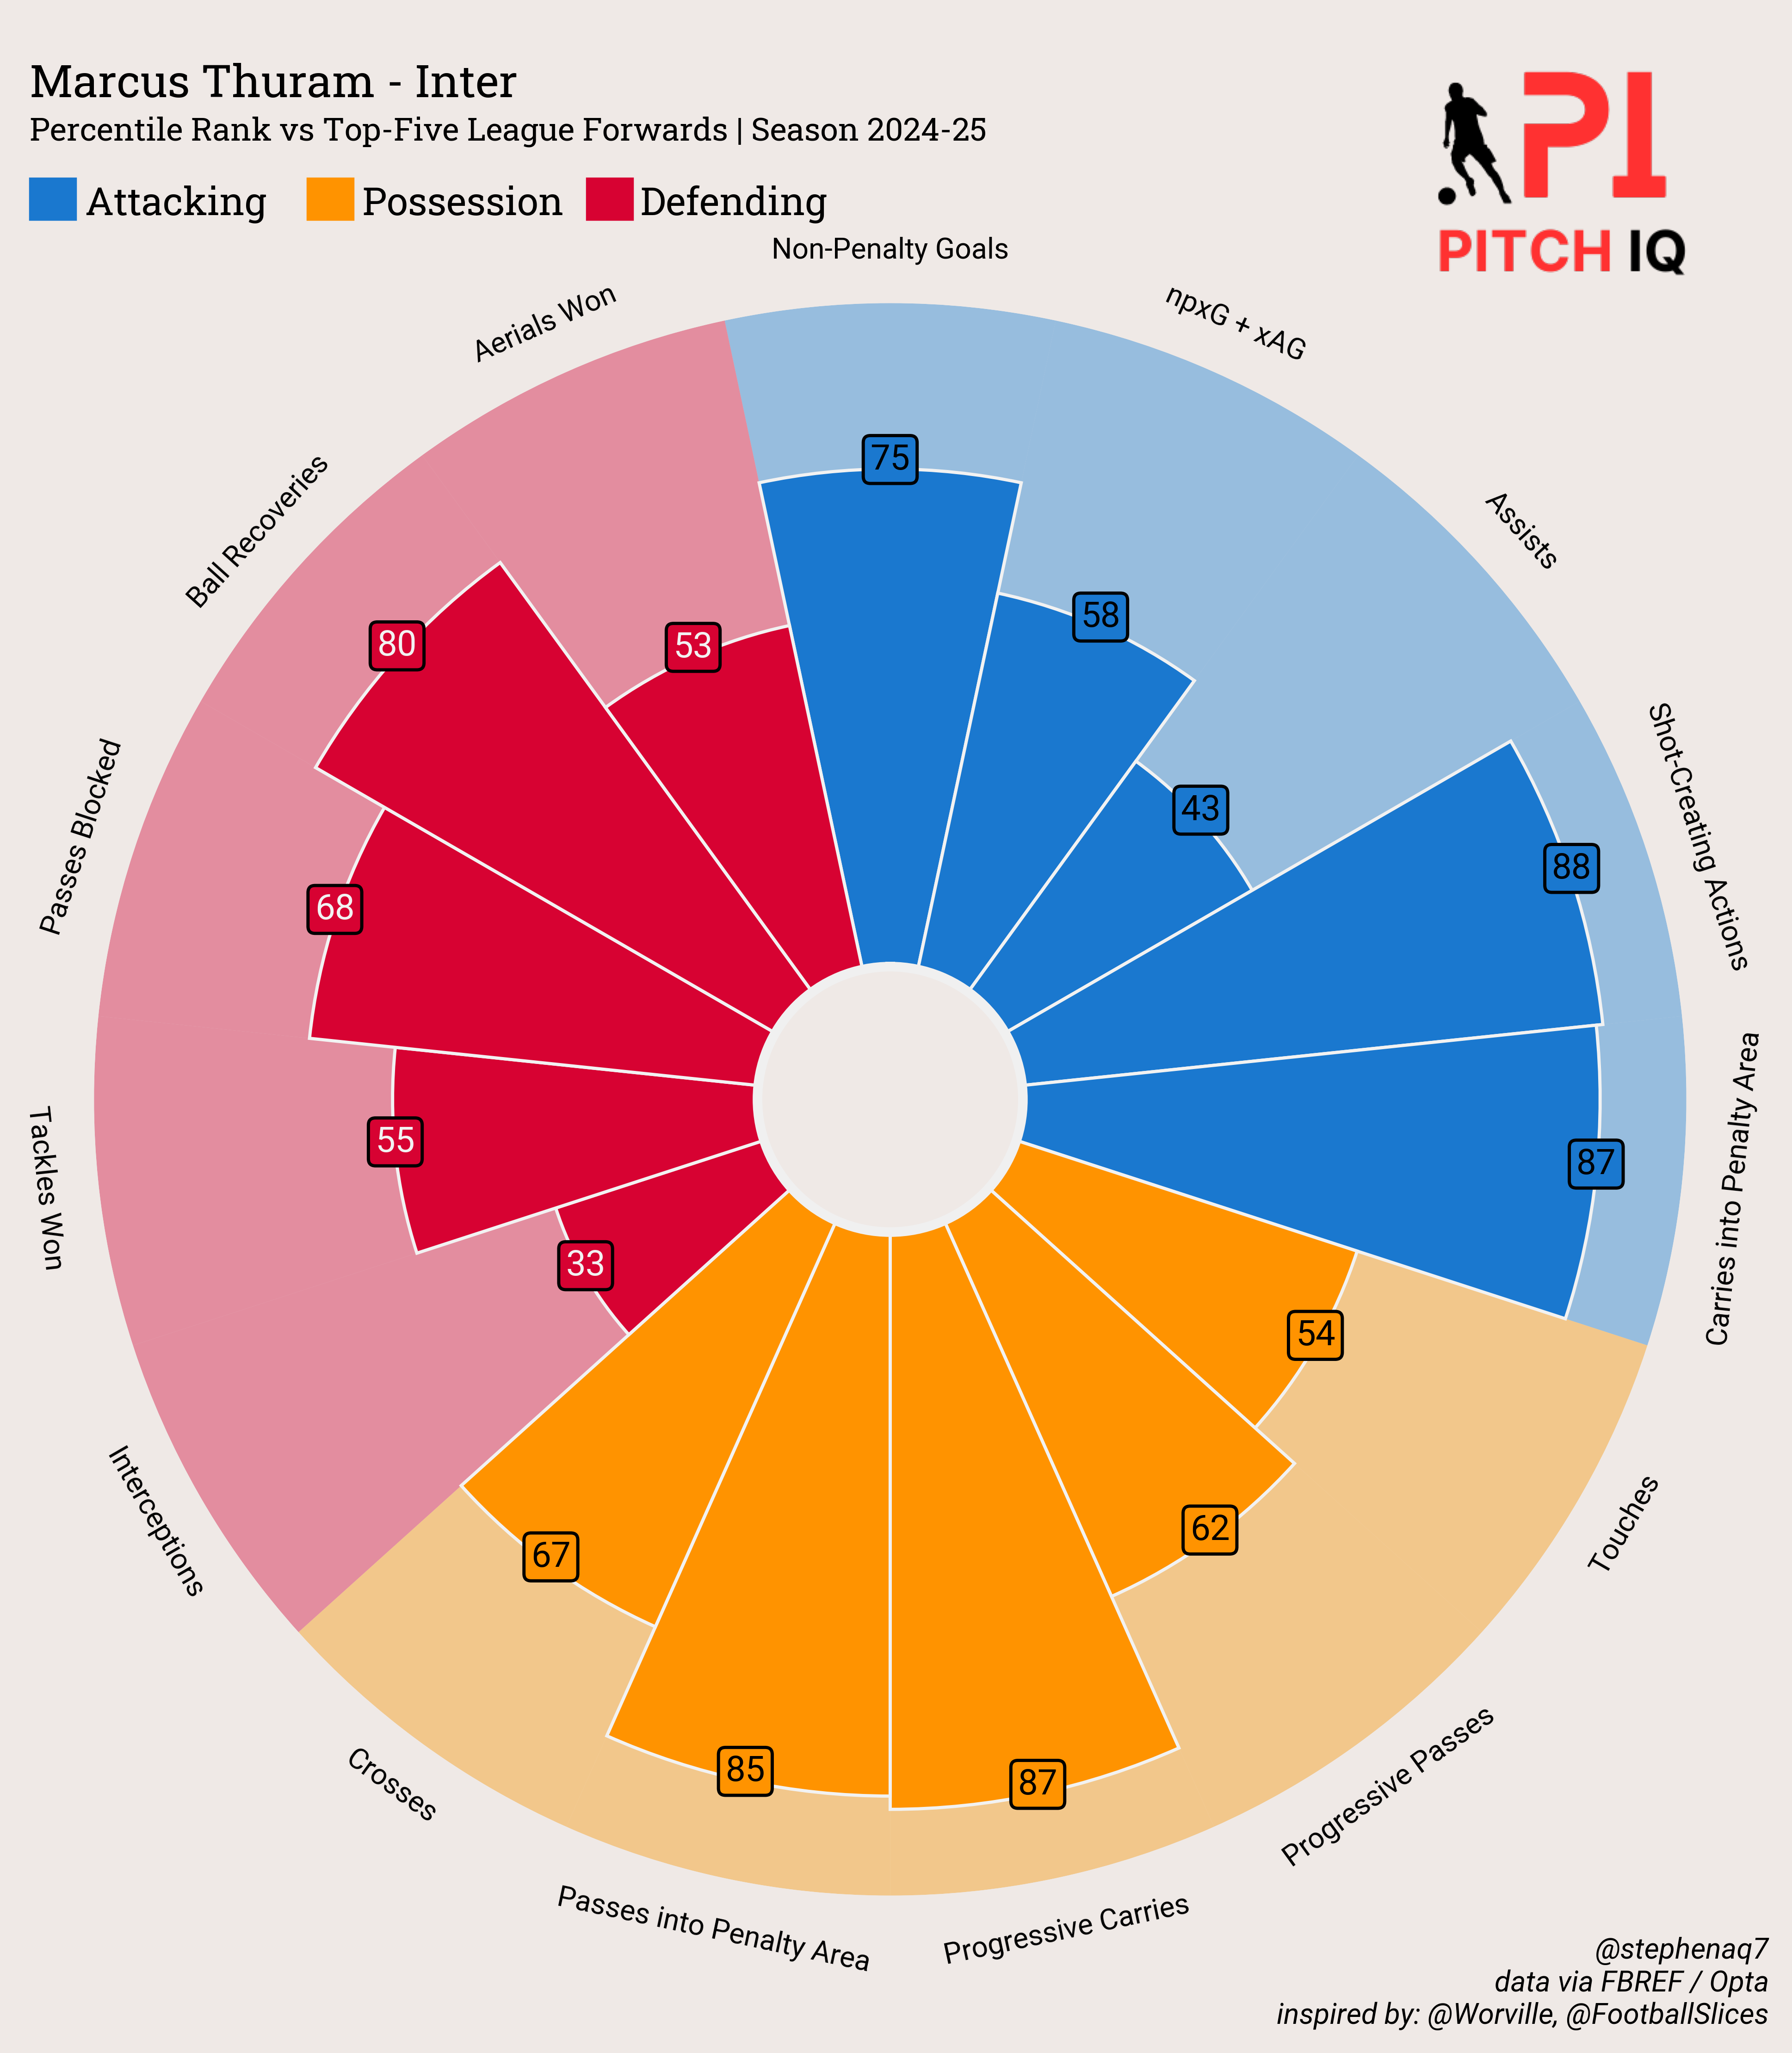 Marcus Thuram - Inter
Percentile Rank vs Top-Five League Forwards | Season 2024-25
Attacking
Possession
Defending
PI
PITCH IQ
Non-Penalty Goals
75
npxG + xAG
58
Assists
43
Shot-Creating Actions
88
Carries into Penalty Area
87
Touches
54
Progressive Passes
62
Progressive Carries
87
Passes into Penalty Area
85
Crosses
67
Interceptions
33
Tackles Won
55
Passes Blocked
68
Ball Recoveries
80
Aerials Won
53
@stephenaq7
data via FBREF / Opta
inspired by: @Worville, @FootballSlices